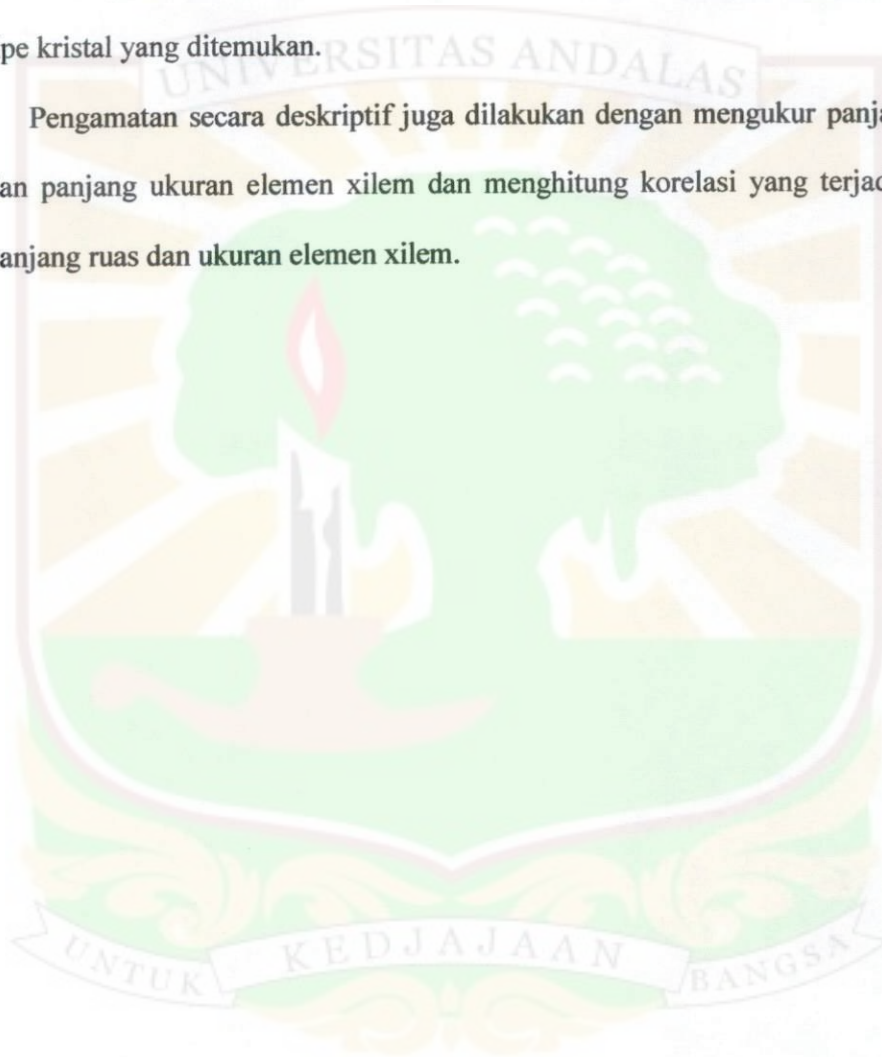 pe kristal yang ditemukan.
UNIVERSITAS ANDALAS
Pengamatan secara deskriptif juga dilakukan dengan mengukur panja
an panjang ukuran elemen xilem dan menghitung korelasi yang terjad
anjang ruas dan ukuran elemen xilem.
UNTUK KEDJAJAAN BANGSA